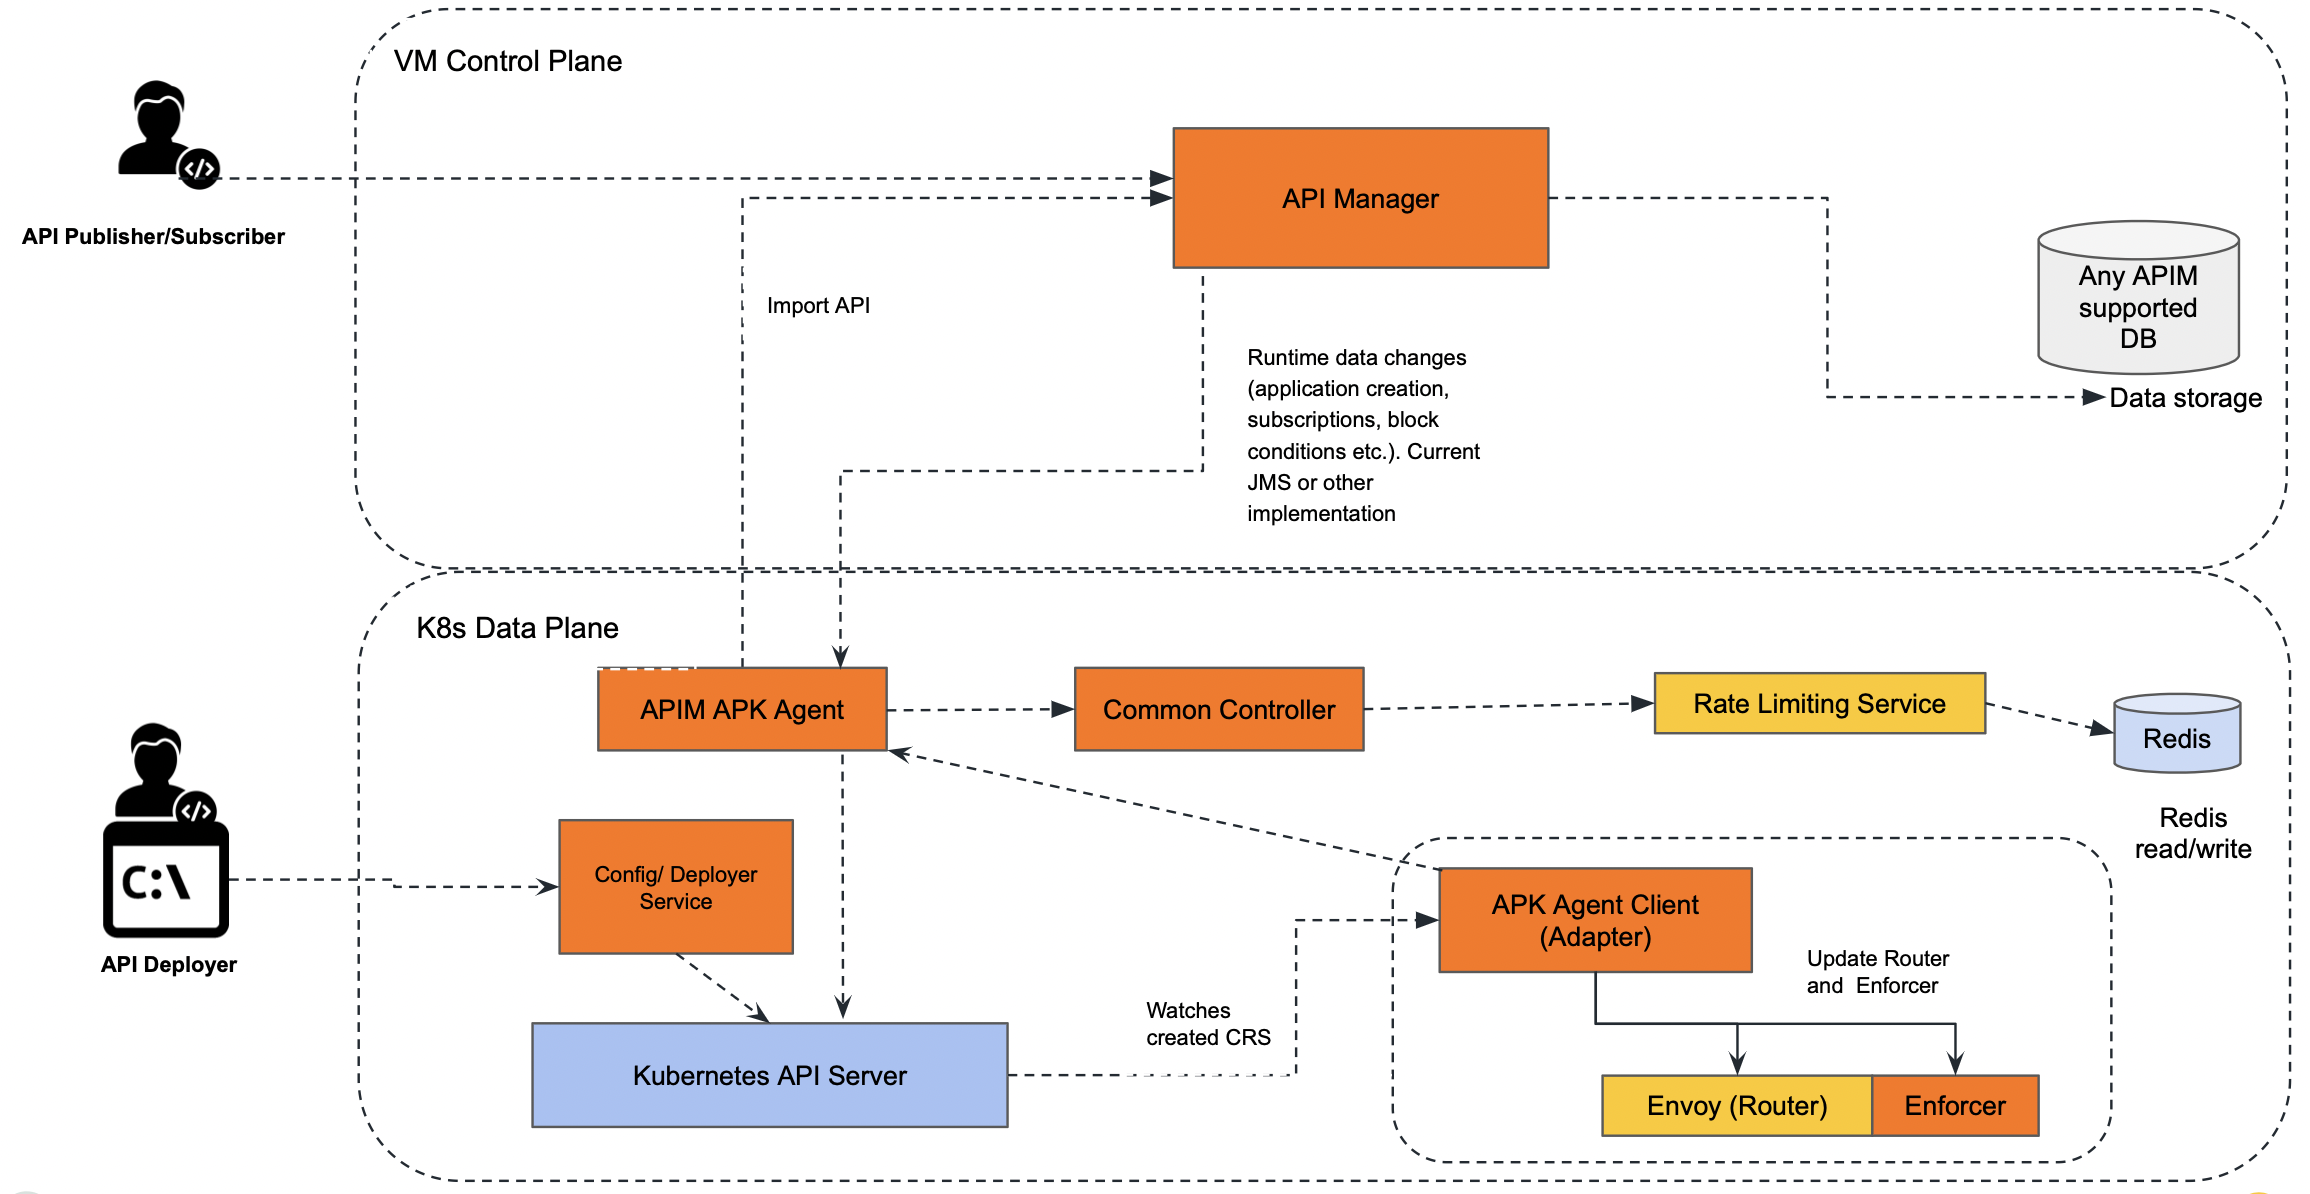 VM Control Plane
API Publisher/Subscriber
</>
API Manager
Any APIM
supported
DB
Import API
Runtime data changes
(application creation,
subscriptions, block
conditions etc.). Current
JMS or other
implementation
Data storage
K8s Data Plane
APIM APK Agent
Common Controller
Rate Limiting Service
Redis
Redis
read/write
</>
C:\
API Deployer
Config/ Deployer
Service
APK Agent Client
(Adapter)
Update Router
and  Enforcer
Watches
created CRS
Kubernetes API Server
Envoy (Router)
Enforcer